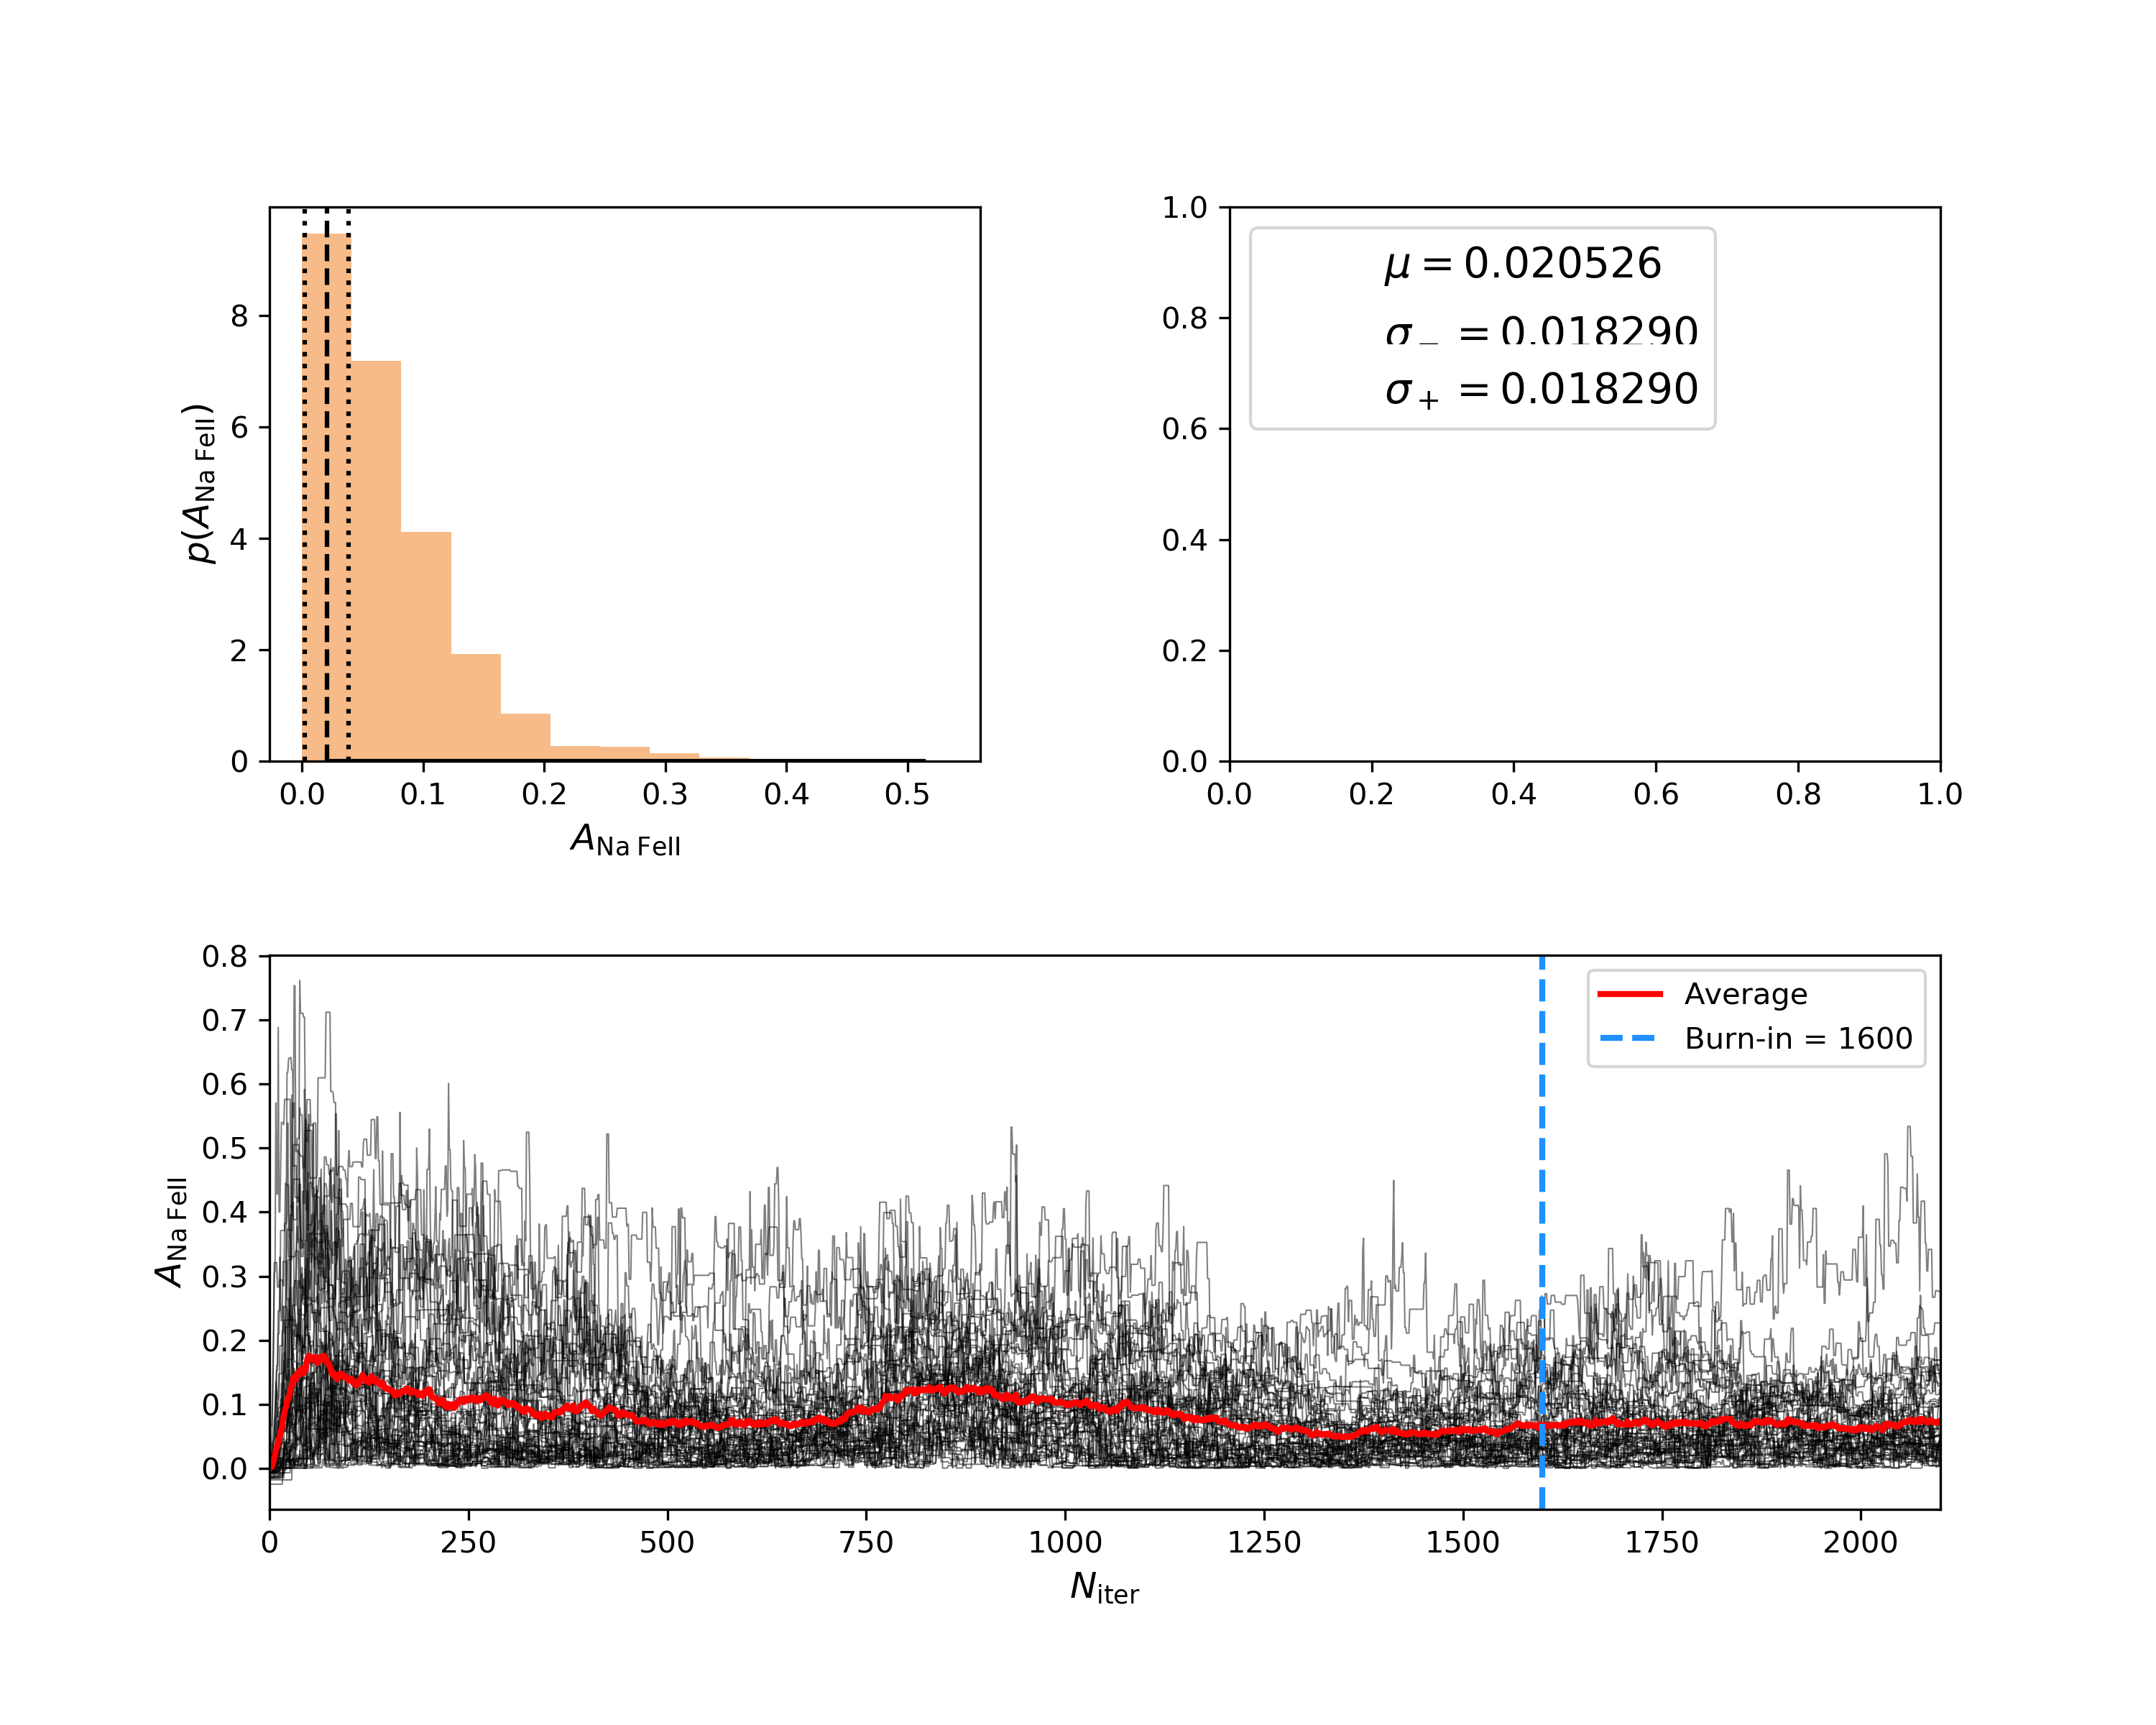 8
6
4
2
0
p(A_Na FeII)
0.0 0.1 0.2 0.3 0.4 0.5
A_Na FeII
1.0
0.8
0.6
0.4
0.2
0.0
μ = 0.020526
σ_− = 0.018290
σ_+ = 0.018290
0.0 0.2 0.4 0.6 0.8 1.0
0.8
0.7
0.6
0.5
0.4
0.3
0.2
0.1
0.0
A_Na FeII
Average
Burn-in = 1600
0 250 500 750 1000 1250 1500 1750 2000
N_iter